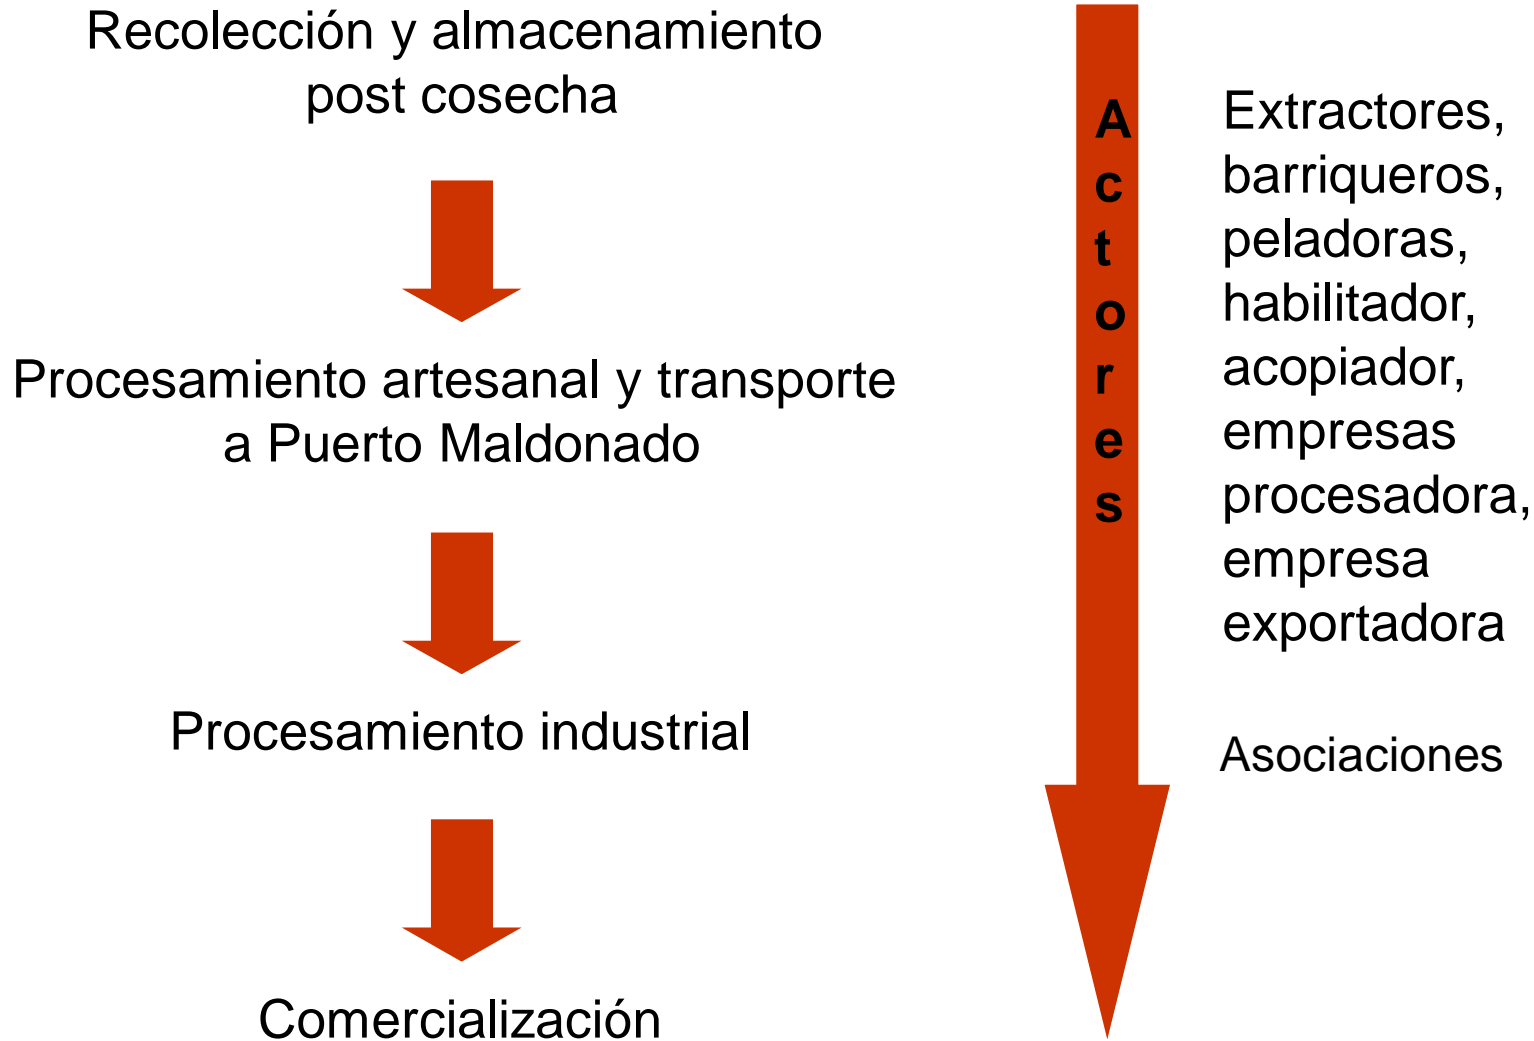 Recolección y almacenamiento
post cosecha
Procesamiento artesanal y transporte
a Puerto Maldonado
Procesamiento industrial
Comercialización
Actores
Extractores,
barriqueros,
peladoras,
habilitador,
acopiador,
empresas
procesadora,
empresa
exportadora
Asociaciones